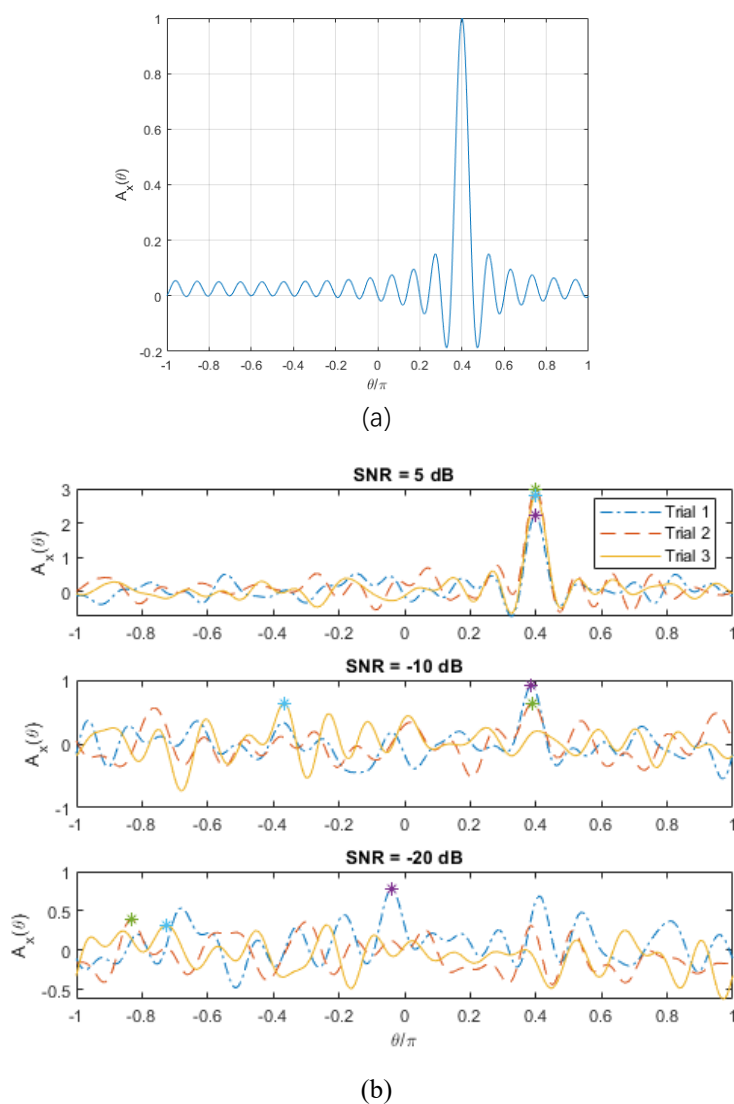 1
0.8
0.6
0.4
0.2
0
-0.2
A_x(θ)
-1 -0.8 -0.6 -0.4 -0.2 0 0.2 0.4 0.6 0.8 1
θ/π
(a)
SNR = 5 dB
3
2
1
0
A_x(θ)
Trial 1
Trial 2
Trial 3
-1 -0.8 -0.6 -0.4 -0.2 0 0.2 0.4 0.6 0.8 1
SNR = -10 dB
1
0
-1
A_x(θ)
-1 -0.8 -0.6 -0.4 -0.2 0 0.2 0.4 0.6 0.8 1
SNR = -20 dB
1
0.5
0
-0.5
A_x(θ)
-1 -0.8 -0.6 -0.4 -0.2 0 0.2 0.4 0.6 0.8 1
θ/π
(b)